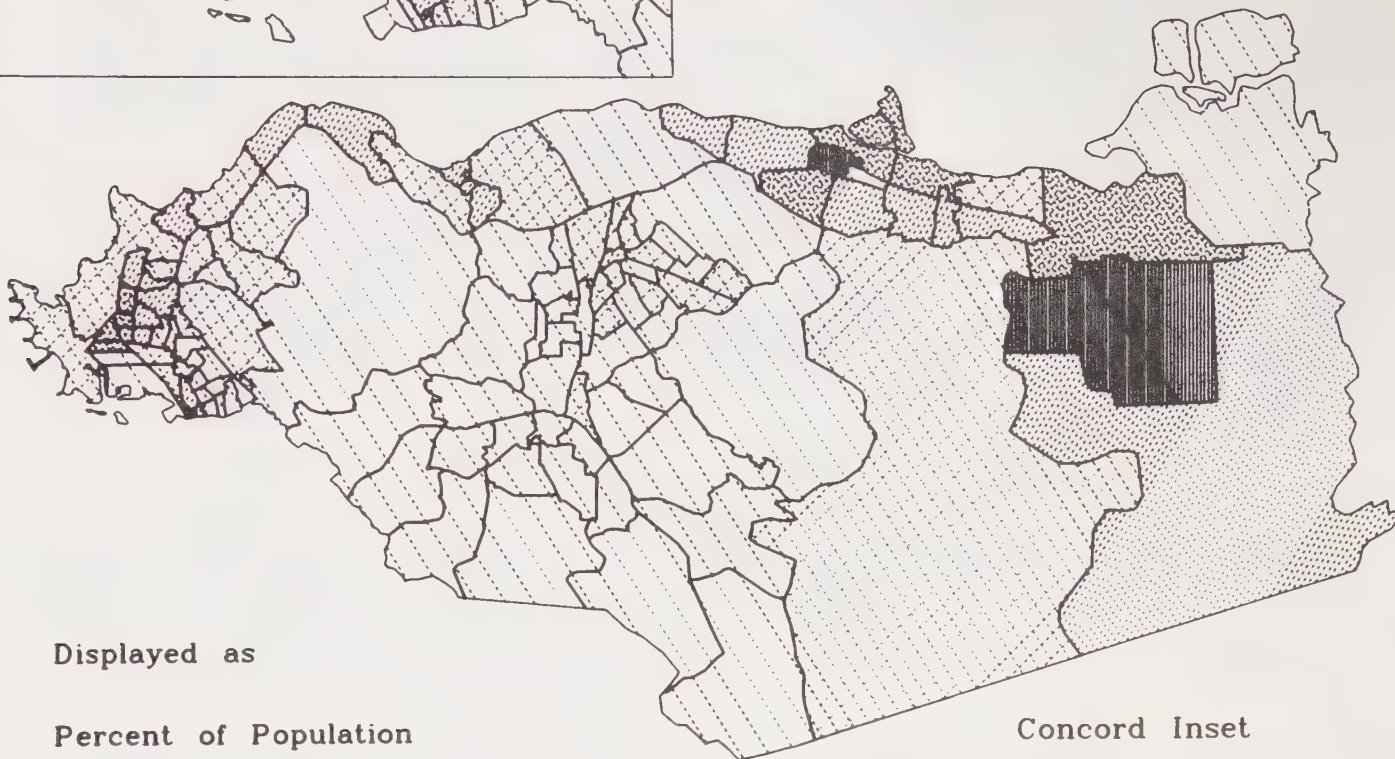 Displayed as
Percent of Population
Concord Inset